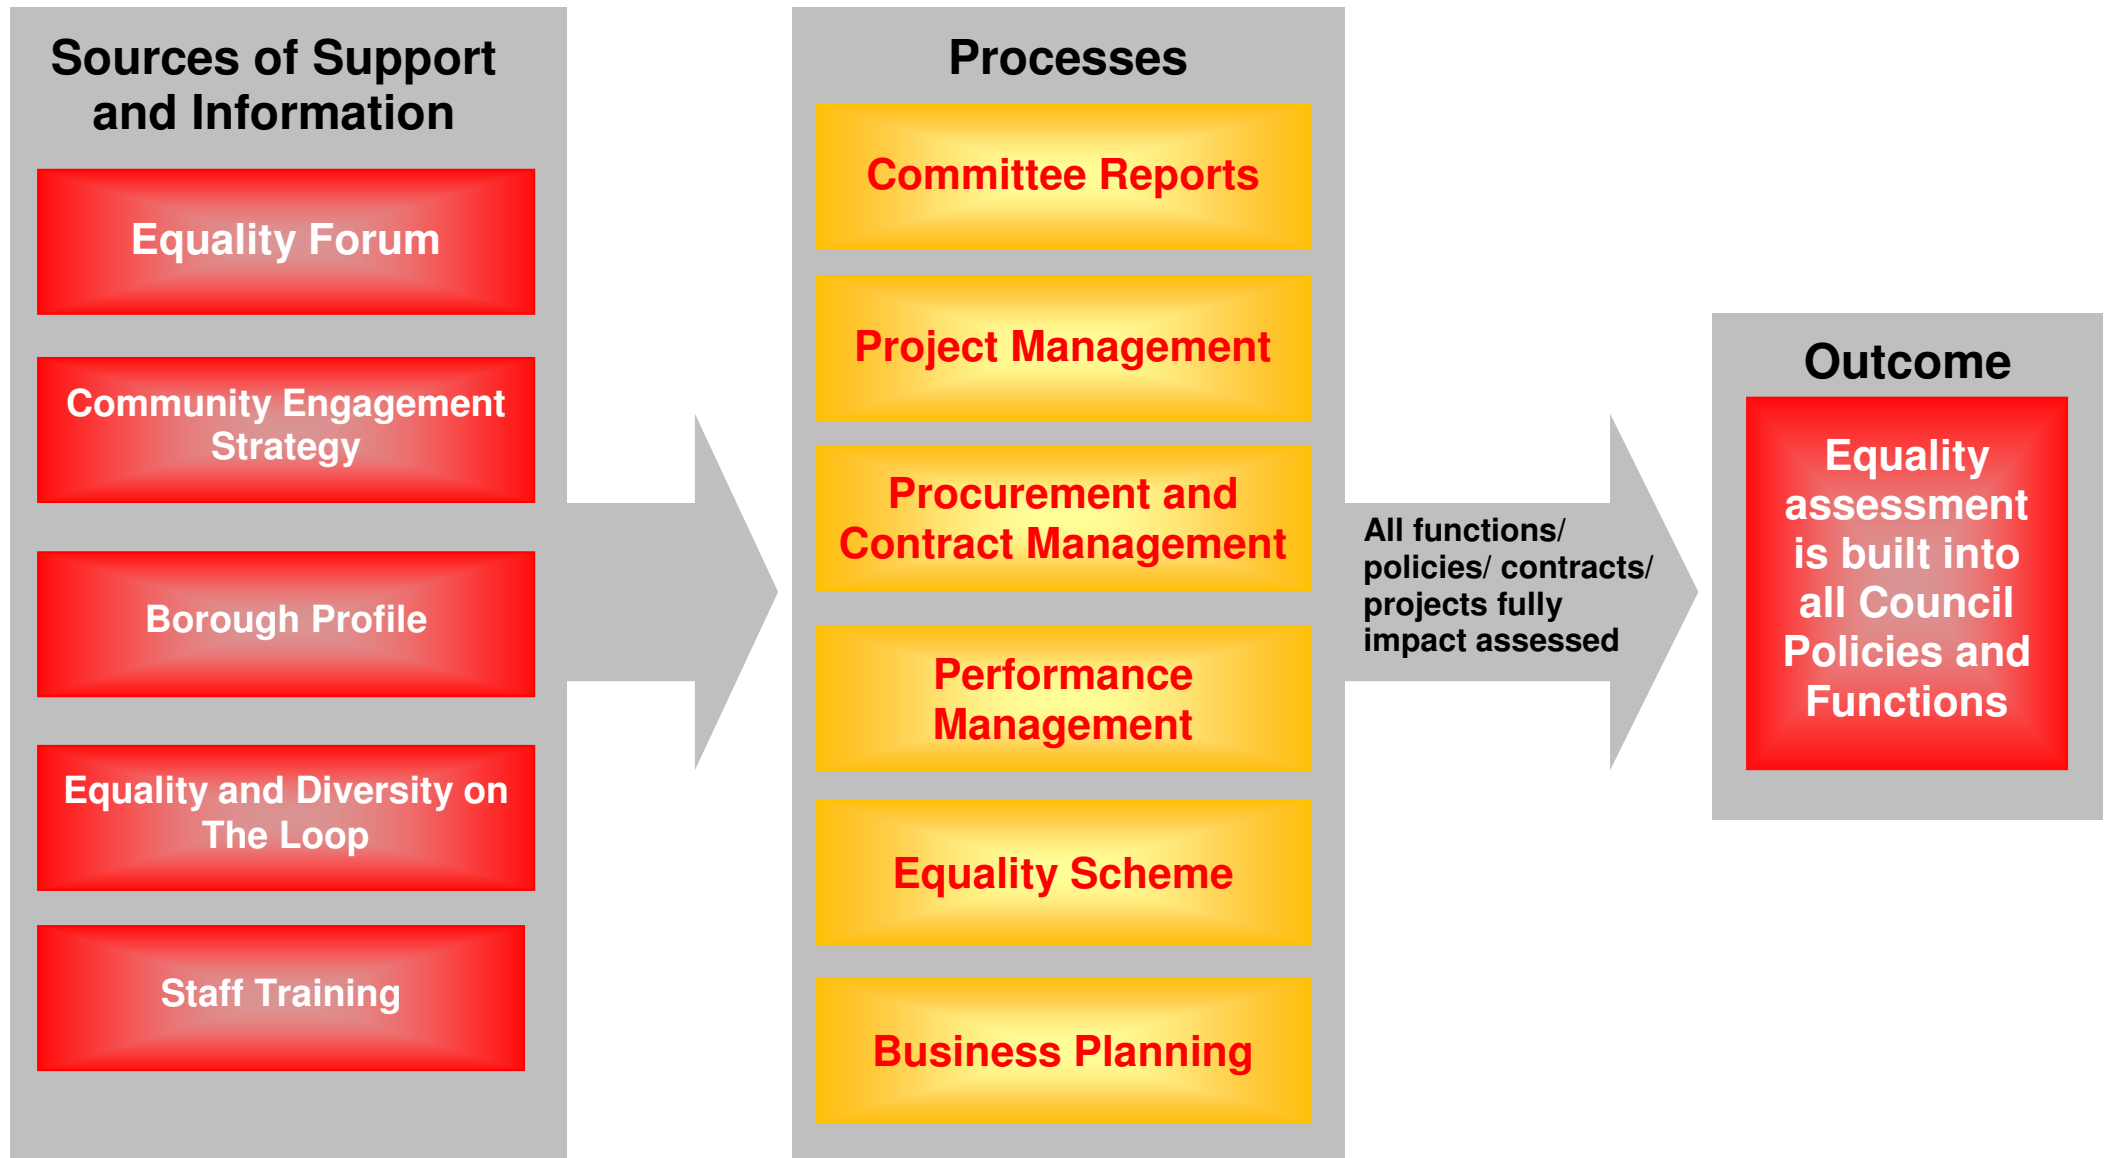 Sources of Support
and Information
Equality Forum
Community Engagement
Strategy
Borough Profile
Equality and Diversity on
The Loop
Staff Training
Processes
Committee Reports
Project Management
Procurement and
Contract Management
Performance
Management
Equality Scheme
Business Planning
All functions/
policies/ contracts/
projects fully
impact assessed
Outcome
Equality
assessment
is built into
all Council
Policies and
Functions